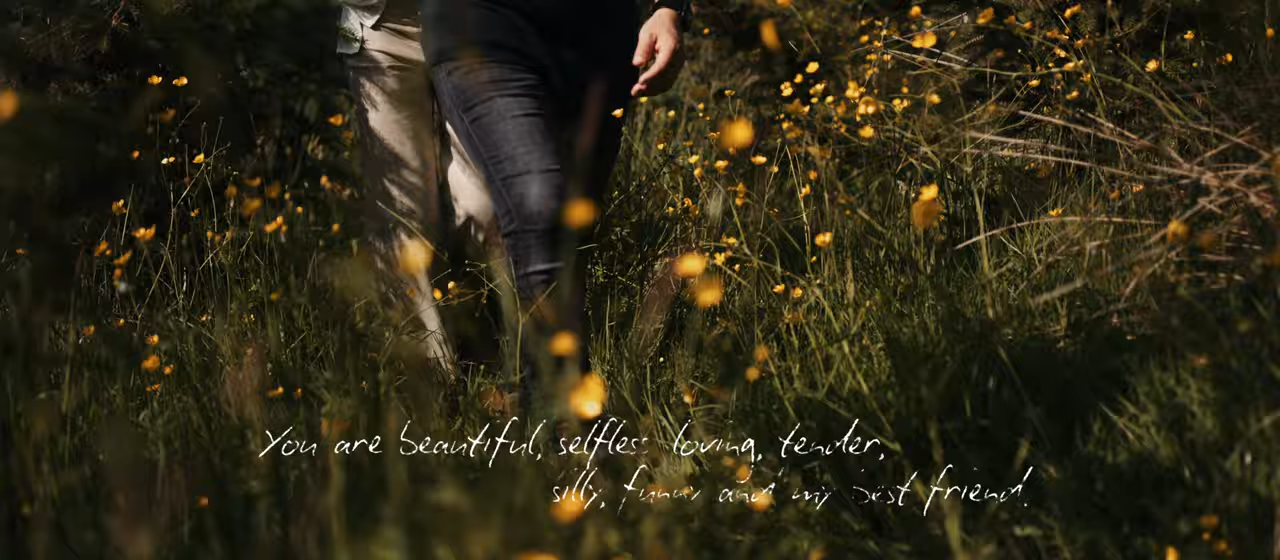 You are beautiful, selfless loving, tender,
silly, funny and my best friend!